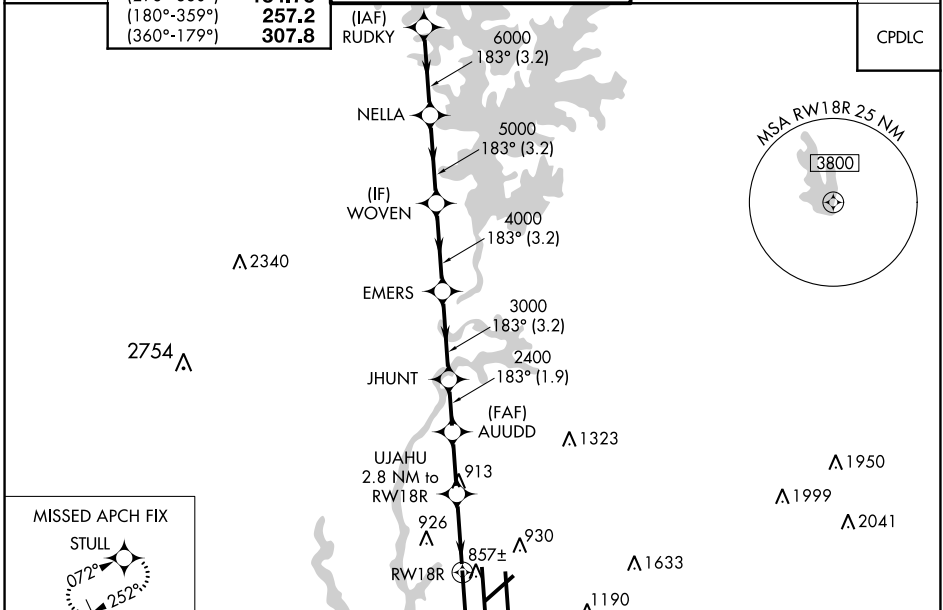 (180°-359°) 257.2
(360°-179°) 307.8
CPDLC
(IAF)
RUDKY
6000
183° (3.2)
NELLA
5000
183° (3.2)
MSA RW18R 25 NM
3800
(IF)
WOVEN
4000
183° (3.2)
2340
EMERS
3000
183° (3.2)
2754
2400
183° (1.9)
JHUNT
(FAF)
AUUDD
1323
UJAHU
2.8 NM to
RW18R
913
1950
1999
2041
926
930
857±
RW18R
1633
1190
MISSED APCH FIX
STULL
072°
252°